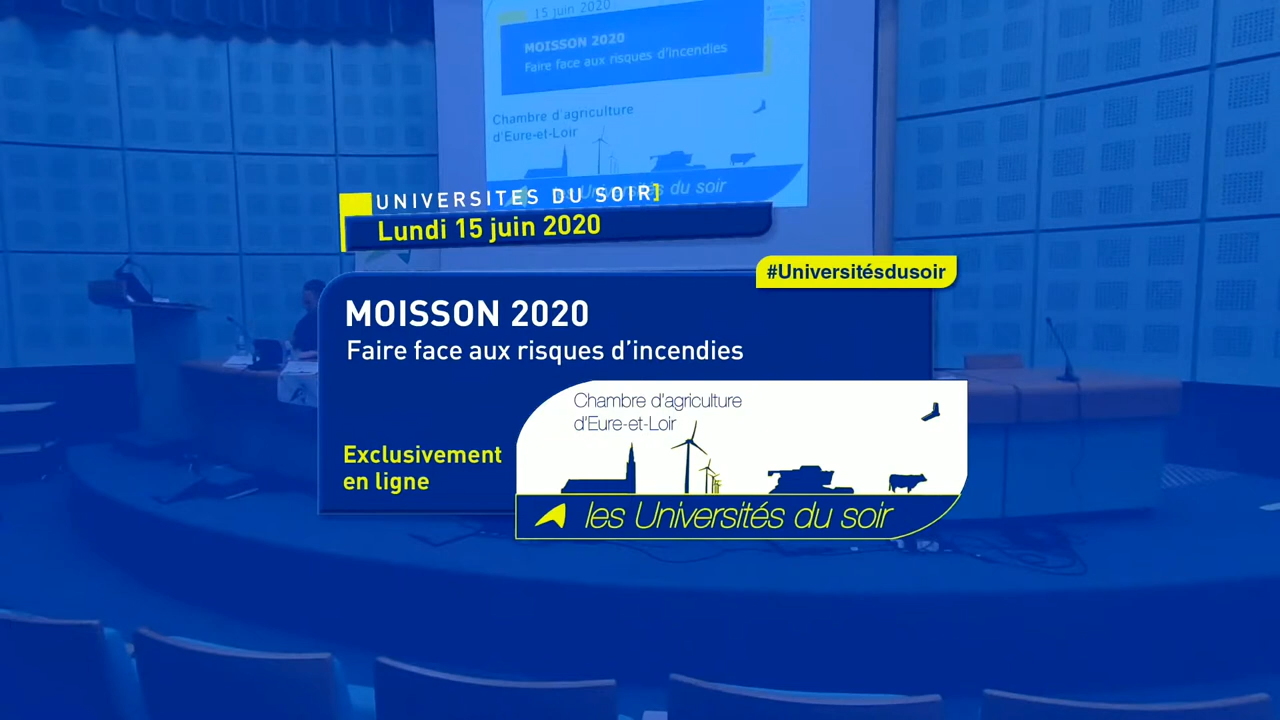 15 juin 2020
MOISSON 2020
Faire face aux risques d'incendies
Chambre d'agriculture
d'Eure-et-Loir
les Universités du soir
UNIVERSITES DU SOIR]
Lundi 15 juin 2020
#Universitésdusoir
MOISSON 2020
Faire face aux risques d'incendies
Chambre d'agriculture
d'Eure-et-Loir
Exclusivement
en ligne
les Universités du soir